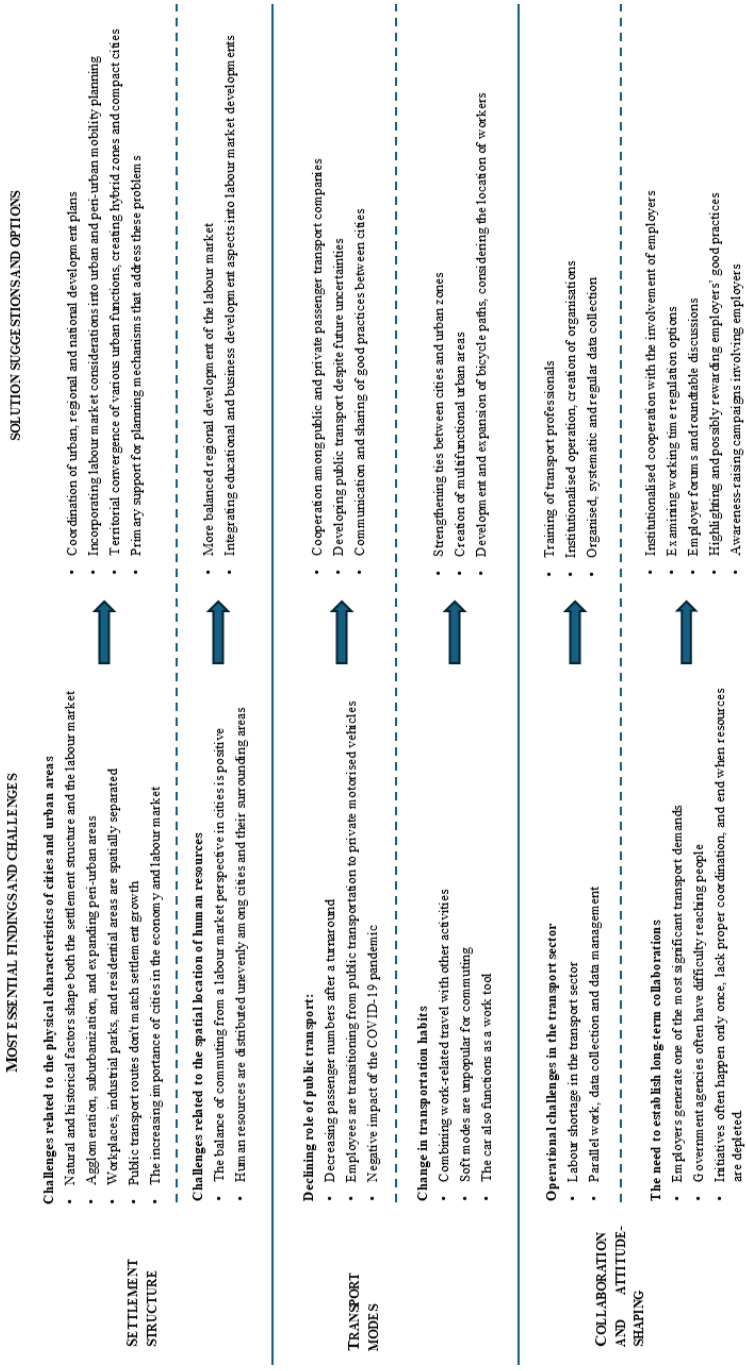 MOST ESSENTIAL FINDINGS AND CHALLENGES
SOLUTION SUGGESTIONS AND OPTIONS
SETTLEMENT
STRUCTURE
Challenges related to the physical characteristics of cities and urban areas
• Natural and historical factors shape both the settlement structure and the labour market
• Agglomeration, suburbanization, and expanding peri-urban areas
• Workplaces, industrial parks, and residential areas are spatially separated
• Public transport routes don't match settlement growth
• The increasing importance of cities in the economy and labour market
• Coordination of urban, regional and national development plans
• Incorporating labour market considerations into urban and peri-urban mobility planning
• Territorial convergence of various urban functions, creating hybrid zones and compact cities
• Primary support for planning mechanisms that address these problems
Challenges related to the spatial location of human resources
• The balance of commuting from a labour market perspective in cities is positive
• Human resources are distributed unevenly among cities and their surrounding areas
• More balanced regional development of the labour market
• Integrating educational and business development aspects into labour market developments
TRANSPORT
MODES
Declining role of public transport:
• Decreasing passenger numbers after a turnaround
• Employees are transitioning from public transportation to private motorised vehicles
• Negative impact of the COVID-19 pandemic
• Cooperation among public and private passenger transport companies
• Developing public transport despite future uncertainties
• Communication and sharing of good practices between cities
Change in transportation habits
• Combining work-related travel with other activities
• Soft modes are unpopular for commuting
• The car also functions as a work tool
• Strengthening ties between cities and urban zones
• Creation of multifunctional urban areas
• Development and expansion of bicycle paths, considering the location of workers
COLLABORATION
AND ATTITUDE-
SHAPING
Operational challenges in the transport sector
• Labour shortage in the transport sector
• Parallel work, data collection and data management
• Training of transport professionals
• Institutionalised operation, creation of organisations
• Organised, systematic and regular data collection
The need to establish long-term collaborations
• Employers generate one of the most significant transport demands
• Government agencies often have difficulty reaching people
• Initiatives often happen only once, lack proper coordination, and end when resources
are depleted.
• Institutionalised cooperation with the involvement of employers
• Examining working time regulation options
• Employer forums and roundtable discussions
• Highlighting and possibly rewarding employers' good practices
• Awareness-raising campaigns involving employers